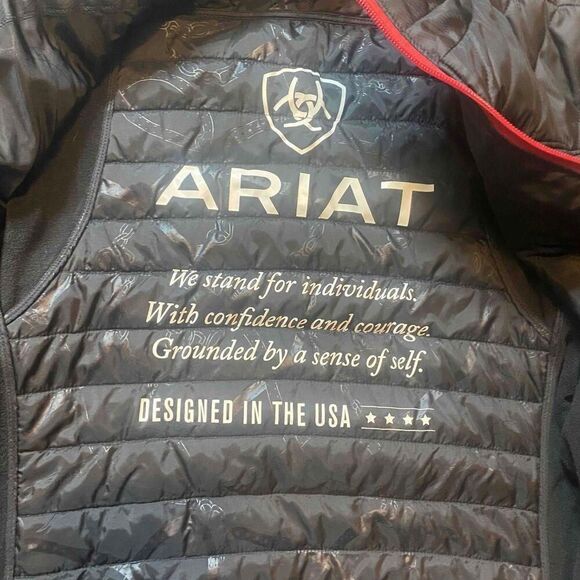 ARIAT
We stand for individuals.
With confidence and courage.
Grounded by a sense of self.
DESIGNED IN THE USA